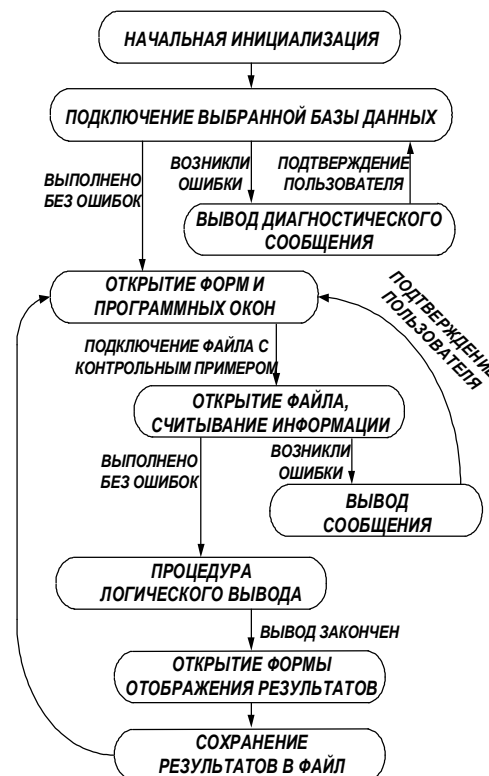 НАЧАЛЬНАЯ ИНИЦИАЛИЗАЦИЯ
ПОДКЛЮЧЕНИЕ ВЫБРАННОЙ БАЗЫ ДАННЫХ
ВЫПОЛНЕНО
БЕЗ ОШИБОК
ВОЗНИКЛИ
ОШИБКИ
ПОДТВЕРЖДЕНИЕ
ПОЛЬЗОВАТЕЛЯ
ВЫВОД ДИАГНОСТИЧЕСКОГО
СООБЩЕНИЯ
ОТКРЫТИЕ ФОРМ И
ПРОГРАММНЫХ ОКОН
ПОДТВЕРЖДЕНИЕ
ПОЛЬЗОВАТЕЛЯ
ПОДКЛЮЧЕНИЕ ФАЙЛА С
КОНТРОЛЬНЫМ ПРИМЕРОМ
ОТКРЫТИЕ ФАЙЛА,
СЧИТЫВАНИЕ ИНФОРМАЦИИ
ВЫПОЛНЕНО
БЕЗ ОШИБОК
ВОЗНИКЛИ
ОШИБКИ
ВЫВОД
СООБЩЕНИЯ
ПРОЦЕДУРА
ЛОГИЧЕСКОГО ВЫВОДА
ВЫВОД ЗАКОНЧЕН
ОТКРЫТИЕ ФОРМЫ
ОТОБРАЖЕНИЯ РЕЗУЛЬТАТОВ
СОХРАНЕНИЕ
РЕЗУЛЬТАТОВ В ФАЙЛ